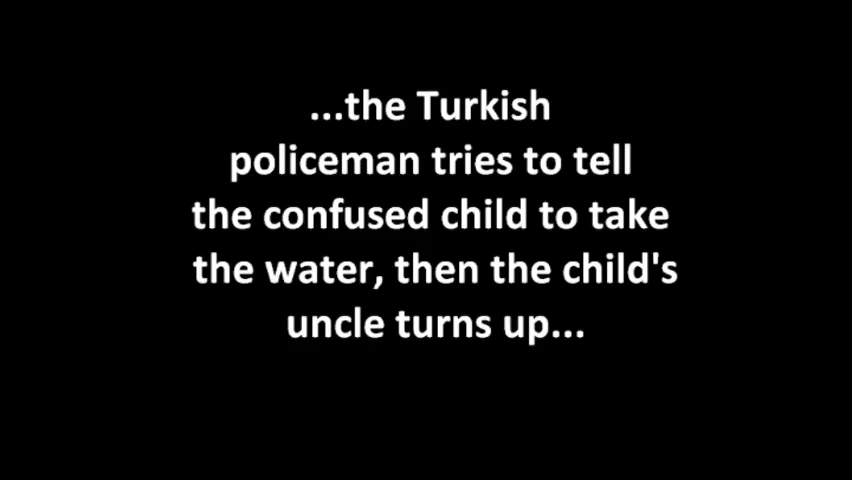 ...the Turkish
policeman tries to tell
the confused child to take
the water, then the child's
uncle turns up...